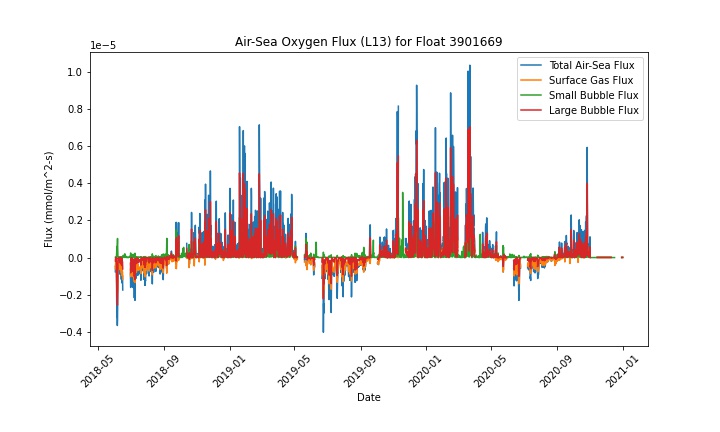 Air-Sea Oxygen Flux (L13) for Float 3901669
1e−5
Total Air-Sea Flux
Surface Gas Flux
Small Bubble Flux
Large Bubble Flux
1.0
0.8
0.6
0.4
0.2
0.0
−0.2
−0.4
Flux (mmol/m^2-s)
2018-05
2018-09
2019-01
2019-05
2019-09
2020-01
2020-05
2020-09
2021-01
Date